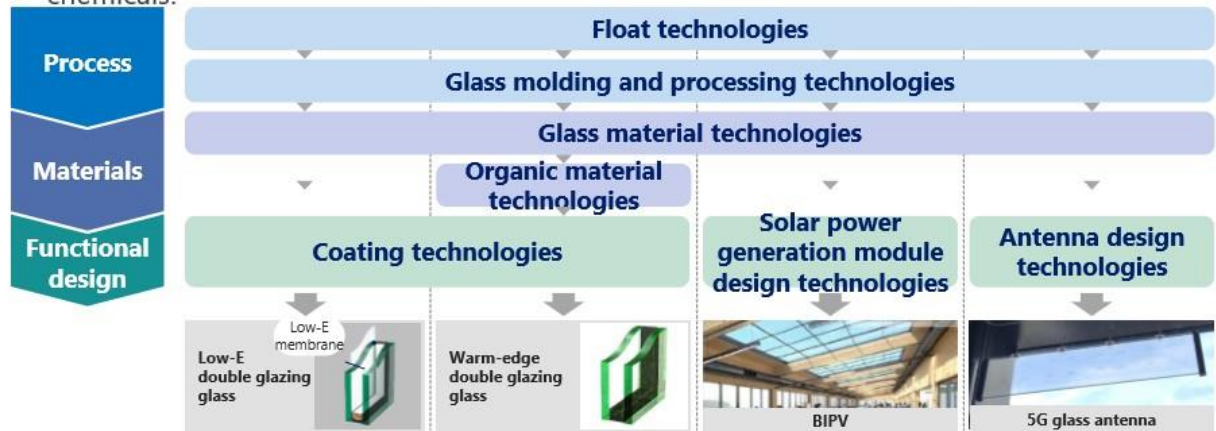 chemicals.
Process
Float technologies
Glass molding and processing technologies
Materials
Glass material technologies
Organic material
technologies
Functional
design
Coating technologies
Solar power
generation module
design technologies
Antenna design
technologies
Low-E
membrane
Low-E
double glazing
glass
Warm-edge
double glazing
glass
BIPV
5G glass antenna